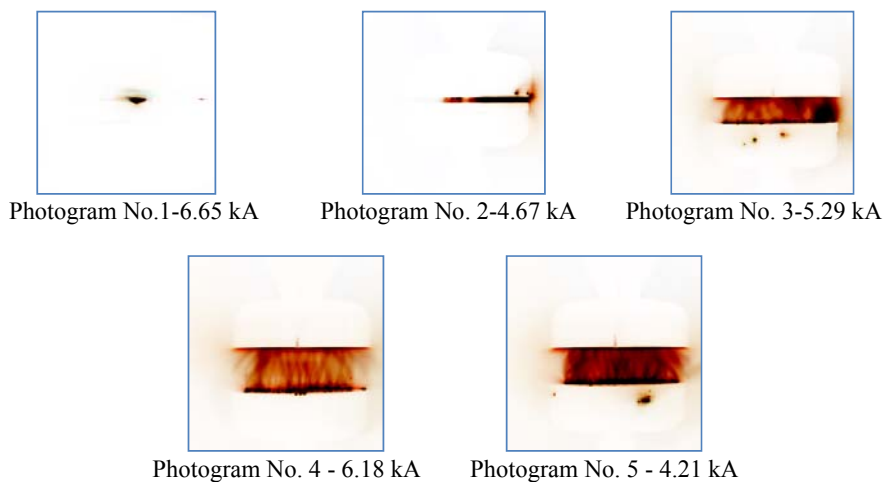 Photogram No.1-6.65 kA
Photogram No. 2-4.67 kA
Photogram No. 3-5.29 kA
Photogram No. 4 - 6.18 kA
Photogram No. 5 - 4.21 kA